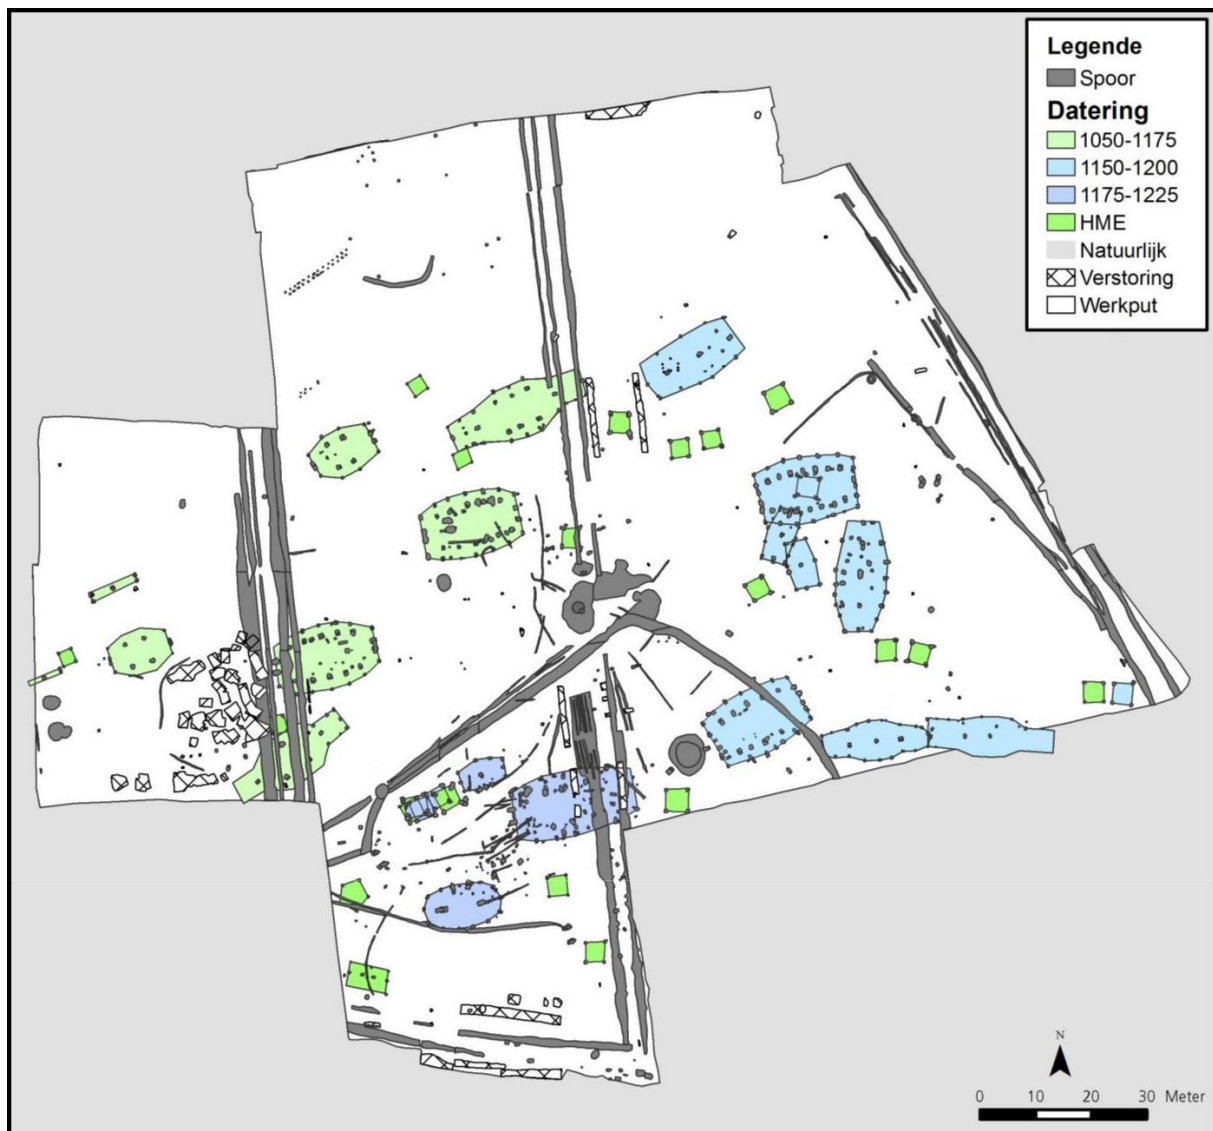 Legende
Spoor
Datering
1050-1175
1150-1200
1175-1225
HME
Natuurlijk
Verstoring
Werkput
N
0 10 20 30 Meter